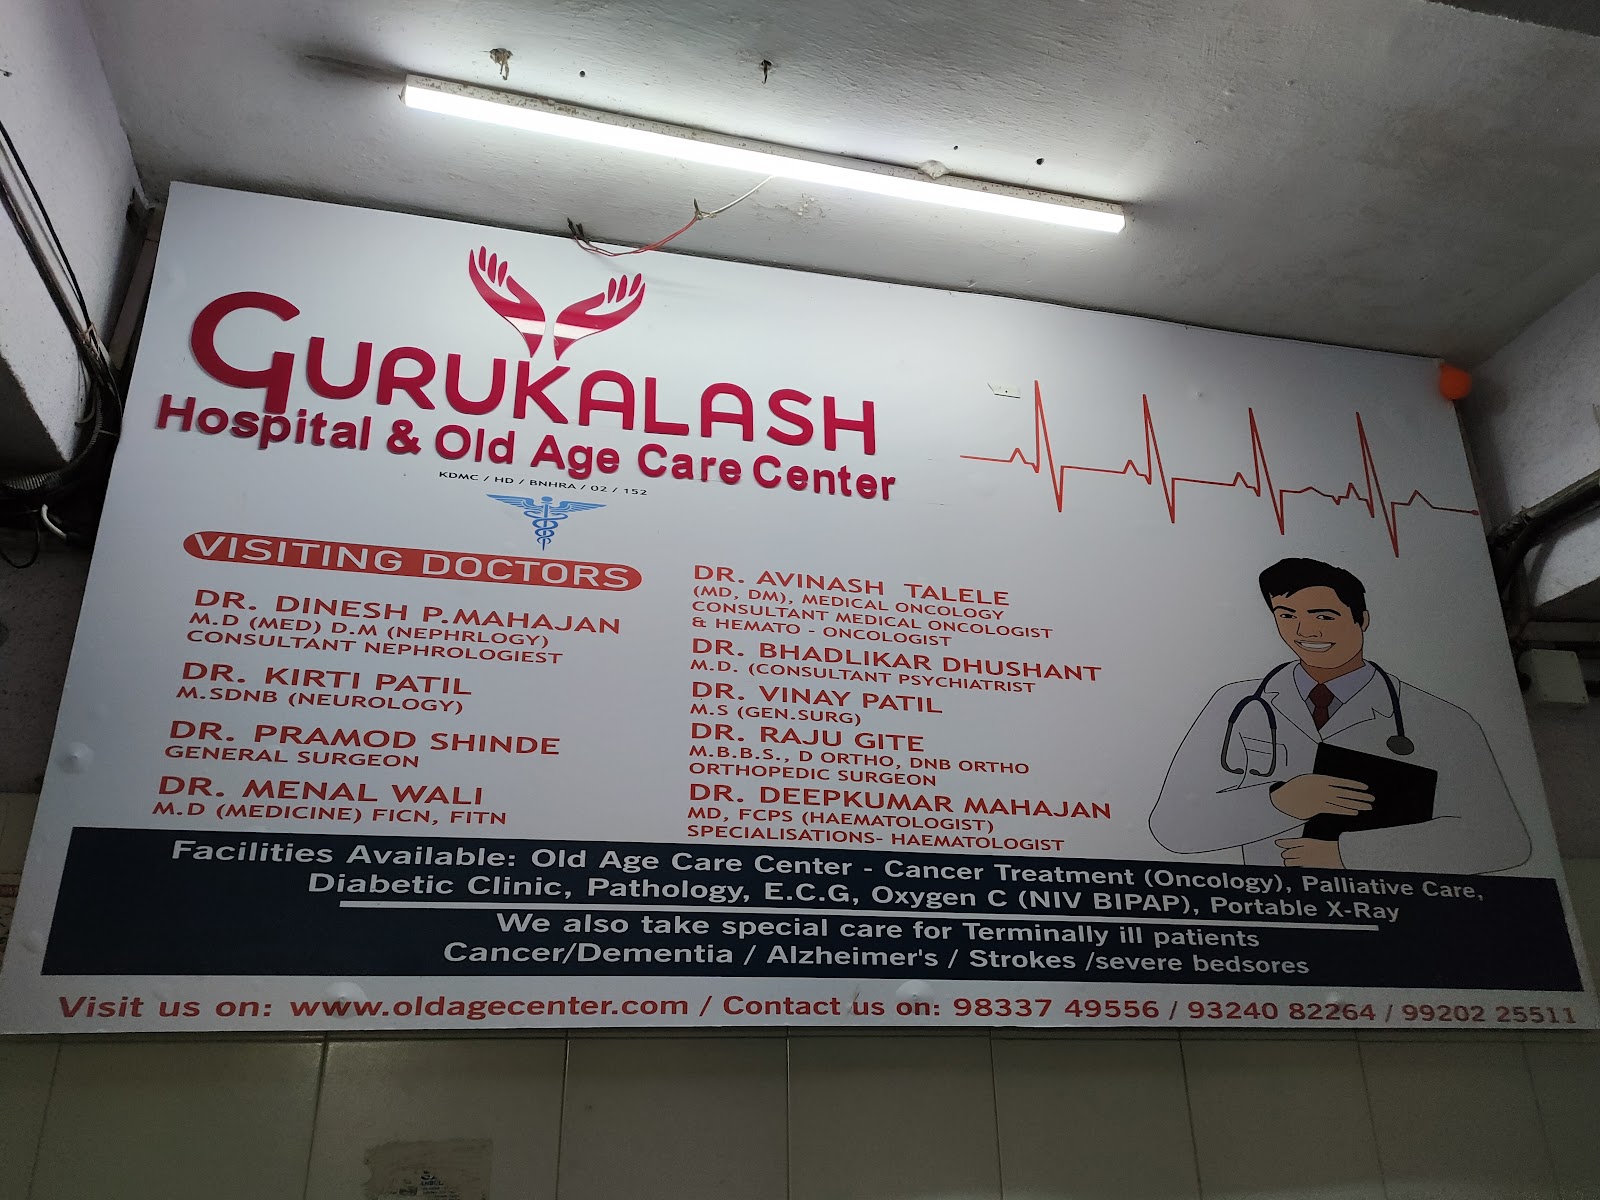 GURUKALASH
Hospital & Old Age Care Center
KDMC / HD / BNHRA / 02 / 152
VISITING DOCTORS
DR. DINESH P.MAHAJAN
M.D (MED) D.M (NEPHRLOGY)
CONSULTANT NEPHROLOGIEST
DR. KIRTI PATIL
M.SDNB (NEUROLOGY)
DR. PRAMOD SHINDE
GENERAL SURGEON
DR. MENAL WALI
M.D (MEDICINE) FICN, FITN
DR. AVINASH TALELE
(MD, DM), MEDICAL ONCOLOGY
CONSULTANT MEDICAL ONCOLOGIST
& HEMATO - ONCOLOGIST
DR. BHADLIKAR DHUSHANT
M.D. (CONSULTANT PSYCHIATRIST
DR. VINAY PATIL
M.S (GEN.SURG)
DR. RAJU GITE
M.B.B.S., D ORTHO, DNB ORTHO
ORTHOPEDIC SURGEON
DR. DEEPKUMAR MAHAJAN
MD, FCPS (HAEMATOLOGIST)
SPECIALISATIONS- HAEMATOLOGIST
Facilities Available: Old Age Care Center - Cancer Treatment (Oncology), Palliative Care,
Diabetic Clinic, Pathology, E.C.G, Oxygen C (NIV BIPAP), Portable X-Ray
We also take special care for Terminally ill patients
Cancer/Dementia / Alzheimer's / Strokes /severe bedsores
Visit us on: www.oldagecenter.com / Contact us on: 98337 49556 / 93240 82264 / 99202 25511